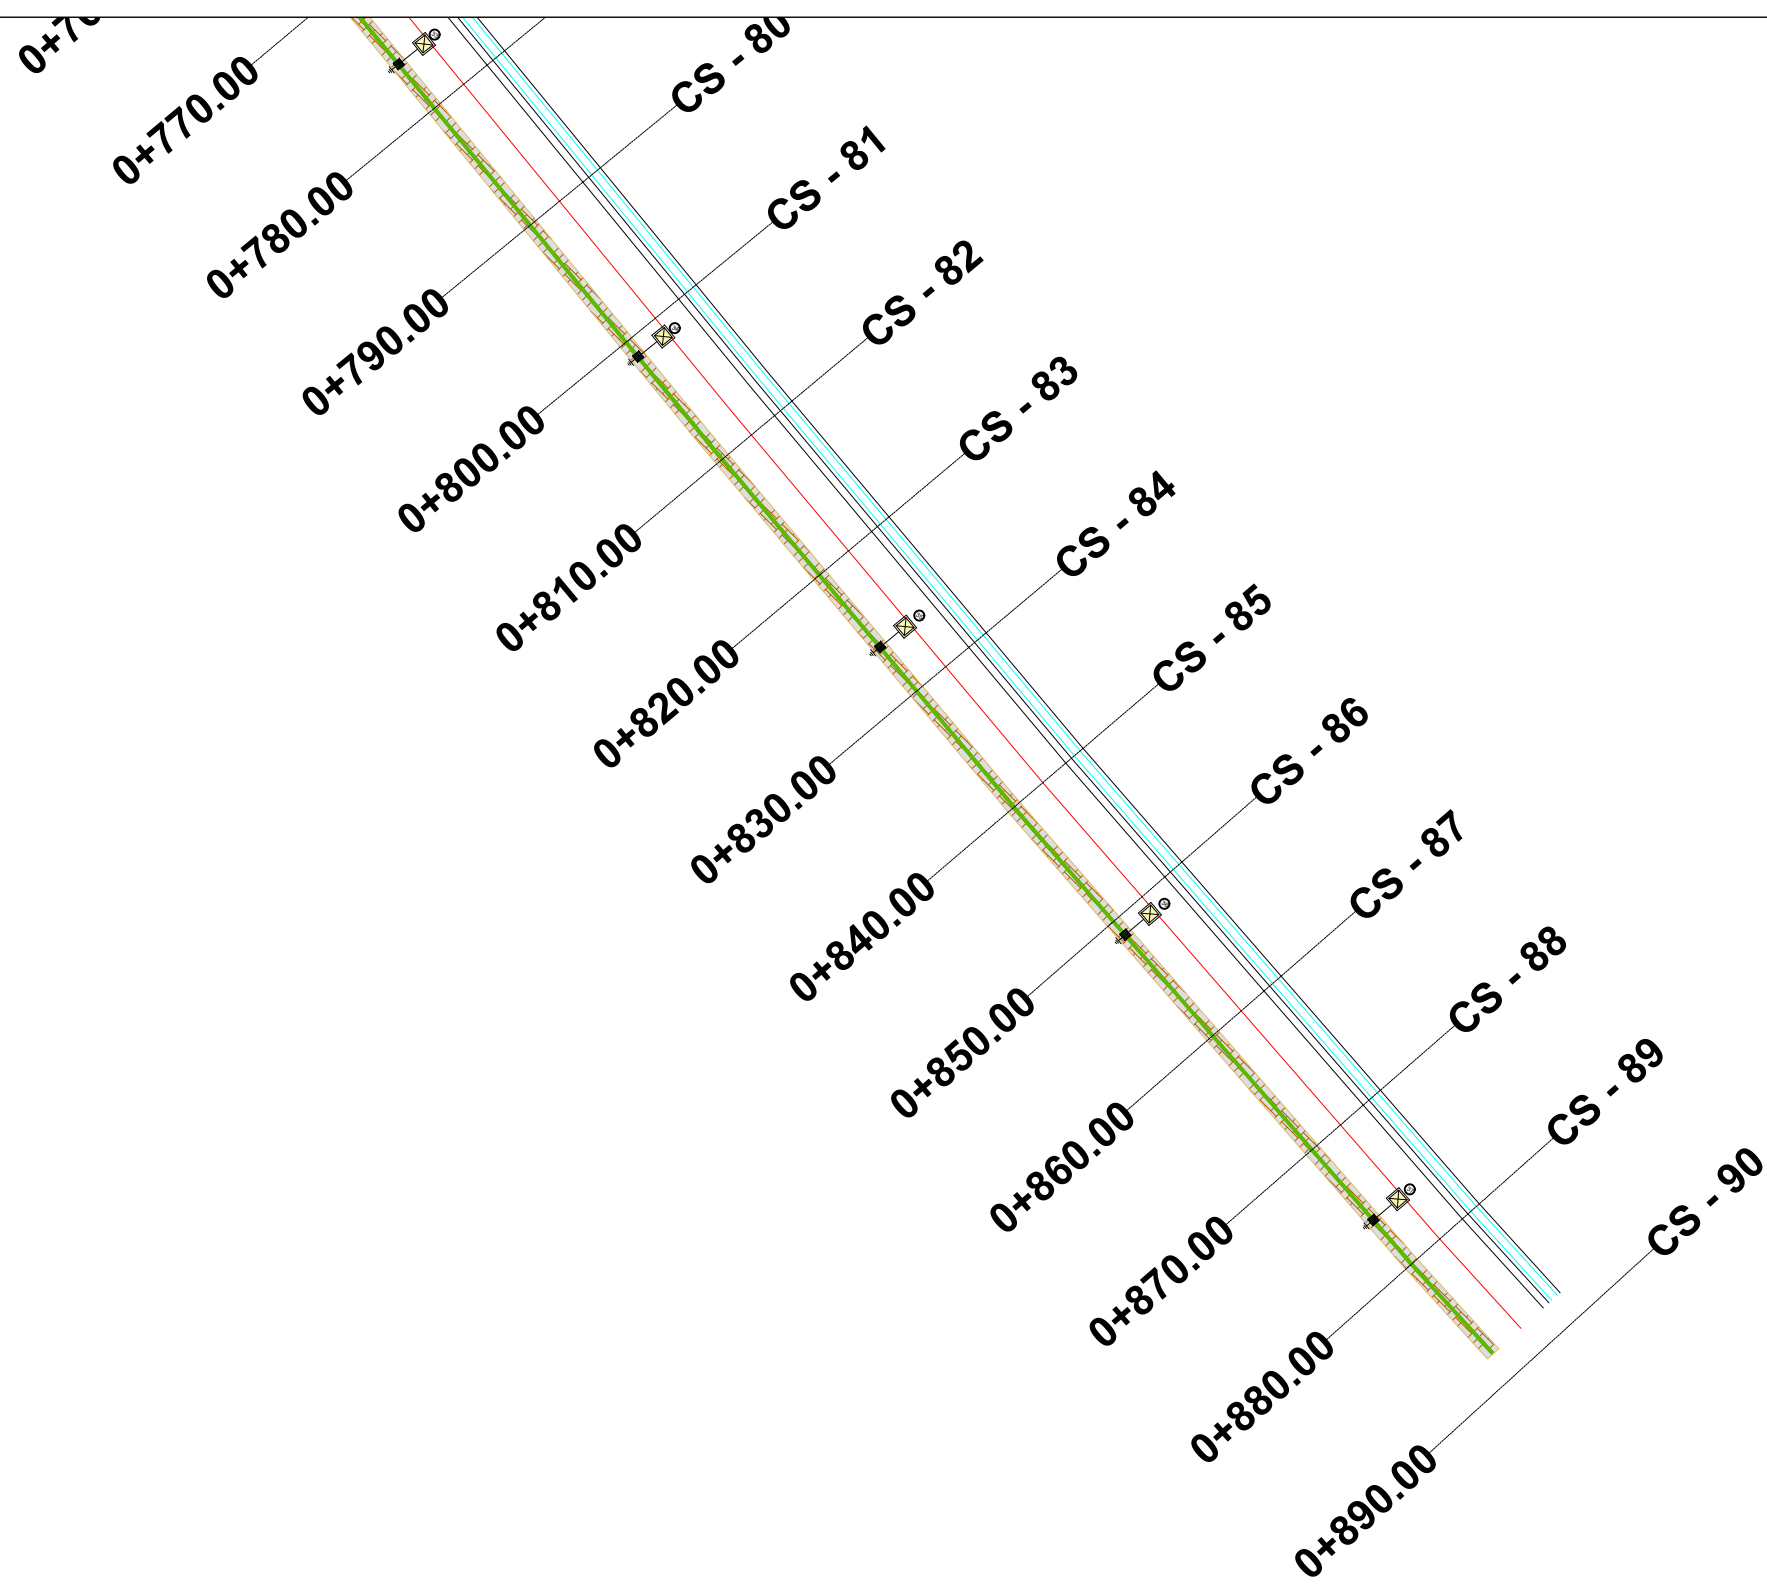 0+770.00
0+780.00
CS - 80
0+790.00
CS - 81
0+800.00
CS - 82
0+810.00
CS - 83
0+820.00
CS - 84
0+830.00
CS - 85
0+840.00
CS - 86
0+850.00
CS - 87
0+860.00
CS - 88
0+870.00
CS - 89
0+880.00
CS - 90
0+890.00